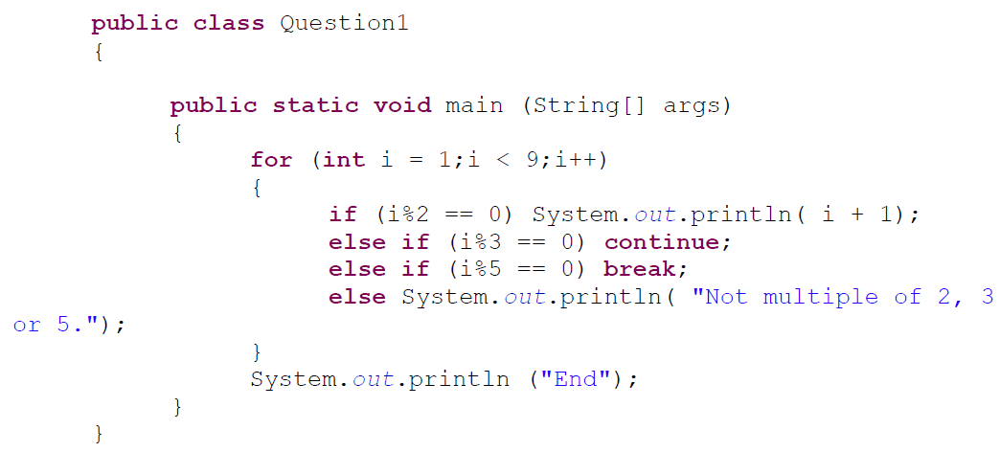 public class Question1
{
public static void main (String[] args)
{
for (int i = 1;i < 9;i++)
{
if (i%2 == 0) System.out.println( i + 1);
else if (i%3 == 0) continue;
else if (i%5 == 0) break;
else System.out.println( "Not multiple of 2, 3
or 5.");
}
System.out.println ("End");
}
}